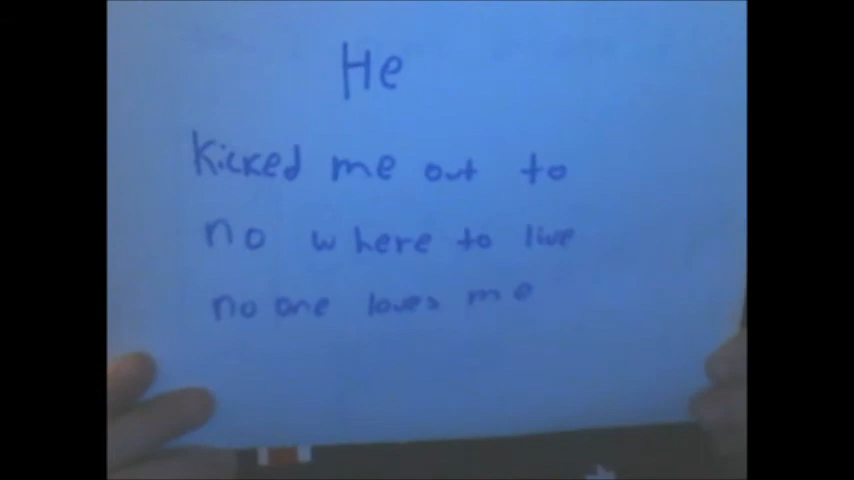 He
Kicked me out to
no where to live
no one loves me